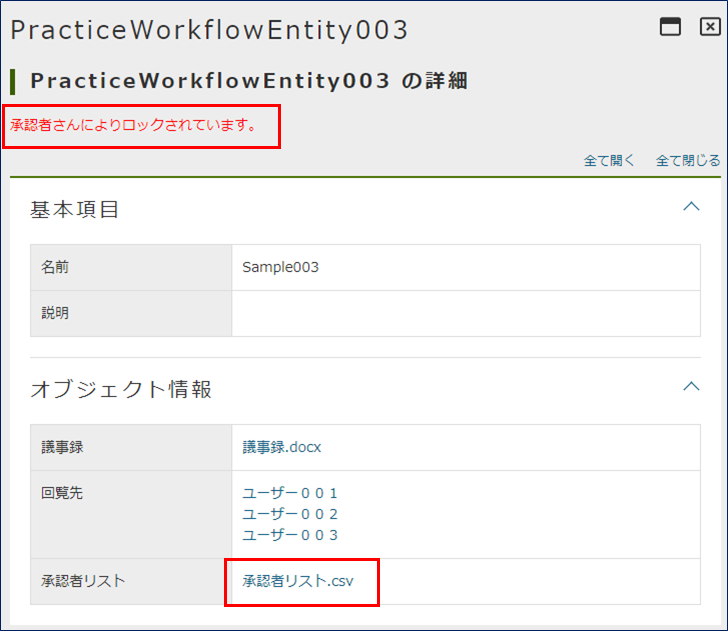 PracticeWorkflowEntity003
PracticeWorkflowEntity003 の詳細
承認者さんによりロックされています。
全て開く 全て閉じる
基本項目
名前 Sample003
説明
オブジェクト情報
議事録 議事録.docx
回覧先 ユーザー００１
ユーザー００２
ユーザー００３
承認者リスト 承認者リスト.csv